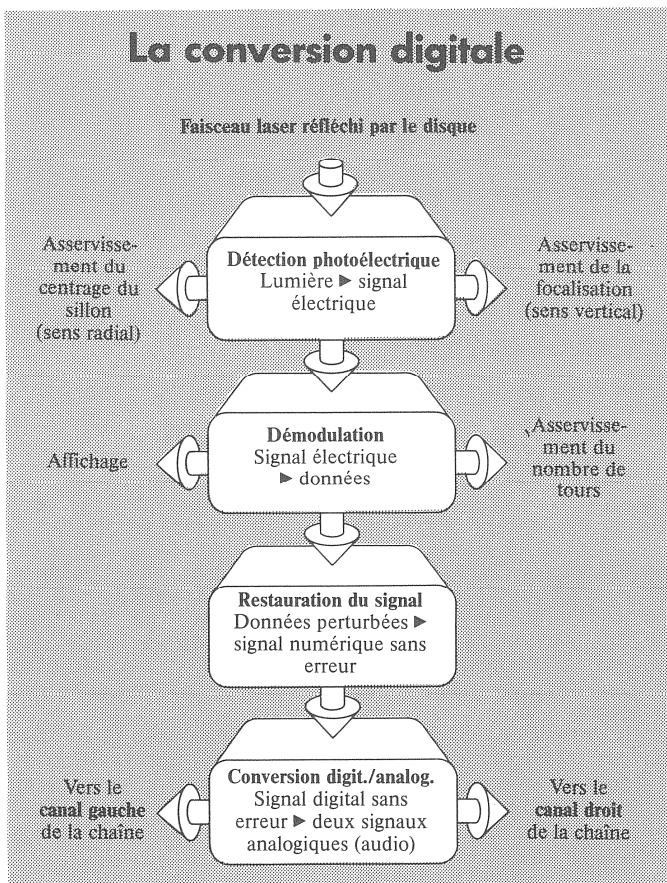 La conversion digitale
Faisceau laser réfléchi par le disque
Asservisse-
ment du
centrage du
sillon
(sens radial)
Détection photoélectrique
Lumière ► signal
électrique
Asservisse-
ment de la
focalisation
(sens vertical)
Affichage
Démodulation
Signal électrique
► données
Asservisse-
ment du
nombre de
tours
Restauration du signal
Données perturbées ►
signal numérique sans
erreur
Vers le
canal gauche
de la chaîne
Conversion digit./analog.
Signal digital sans
erreur ► deux signaux
analogiques (audio)
Vers le
canal droit
de la chaîne